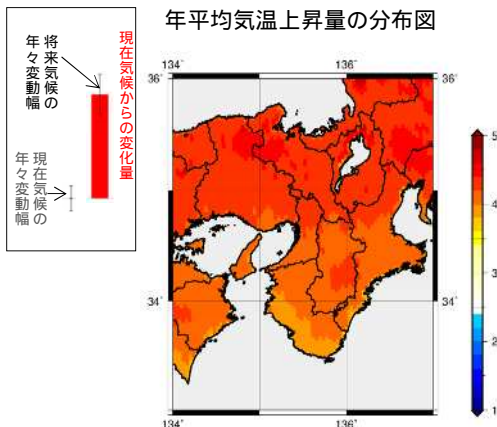 年平均気温上昇量の分布図
現在気候からの変化量
将来気候の
年々変動幅
現在気候の
年々変動幅
134°
136°
36°
36°
34°
34°
134°
136°
5
4
3
2
1